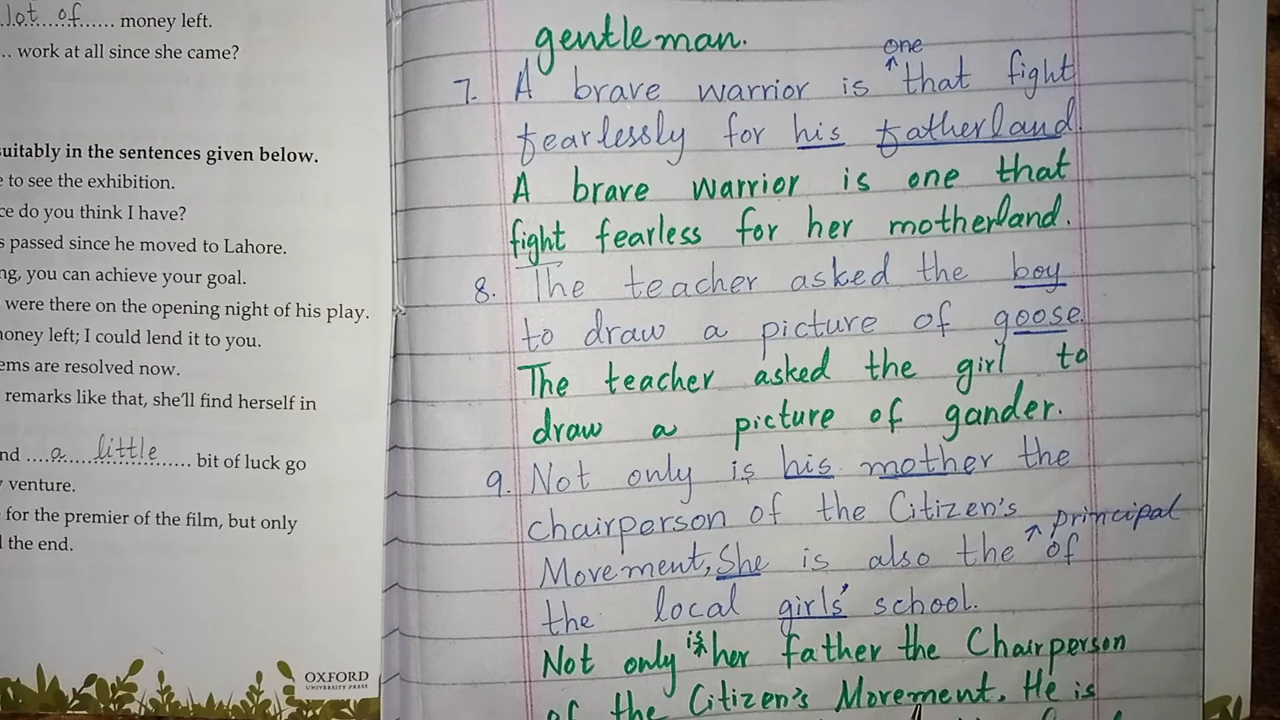 lot of money left.
work at all since she came?
suitably in the sentences given below.
to see the exhibition.
do you think I have?
passed since he moved to Lahore.
you can achieve your goal.
were there on the opening night of his play.
money left; I could lend it to you.
are resolved now.
remarks like that, she'll find herself in
a little bit of luck go
venture.
for the premier of the film, but only
the end.
OXFORD
UNIVERSITY PRESS
gentleman.
one
7. A brave warrior is that fight
fearlessly for his fatherland.
A brave warrior is one that
fight fearless for her motherland.
8. The teacher asked the boy
to draw a picture of goose.
The teacher asked the girl to
draw a picture of gander.
9. Not only is his mother the
chairperson of the Citizen's
principal
Movement, She is also the of
the local girls' school.
Not only is her father the Chairperson
of the Citizen's Movement. He is